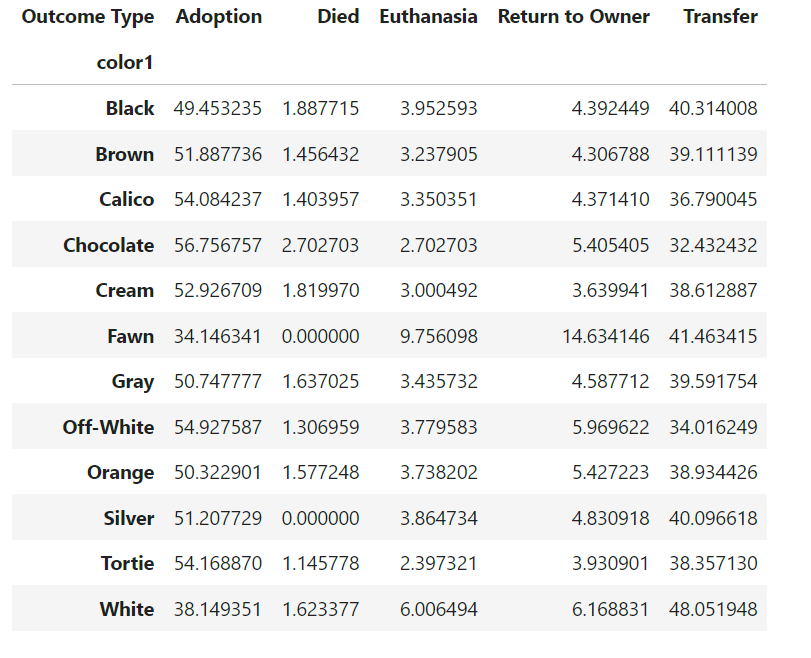 Outcome Type Adoption Died Euthanasia Return to Owner Transfer
color1
Black 49.453235 1.887715 3.952593 4.392449 40.314008
Brown 51.887736 1.456432 3.237905 4.306788 39.111139
Calico 54.084237 1.403957 3.350351 4.371410 36.790045
Chocolate 56.756757 2.702703 2.702703 5.405405 32.432432
Cream 52.926709 1.819970 3.000492 3.639941 38.612887
Fawn 34.146341 0.000000 9.756098 14.634146 41.463415
Gray 50.747777 1.637025 3.435732 4.587712 39.591754
Off-White 54.927587 1.306959 3.779583 5.969622 34.016249
Orange 50.322901 1.577248 3.738202 5.427223 38.934426
Silver 51.207729 0.000000 3.864734 4.830918 40.096618
Tortie 54.168870 1.145778 2.397321 3.930901 38.357130
White 38.149351 1.623377 6.006494 6.168831 48.051948